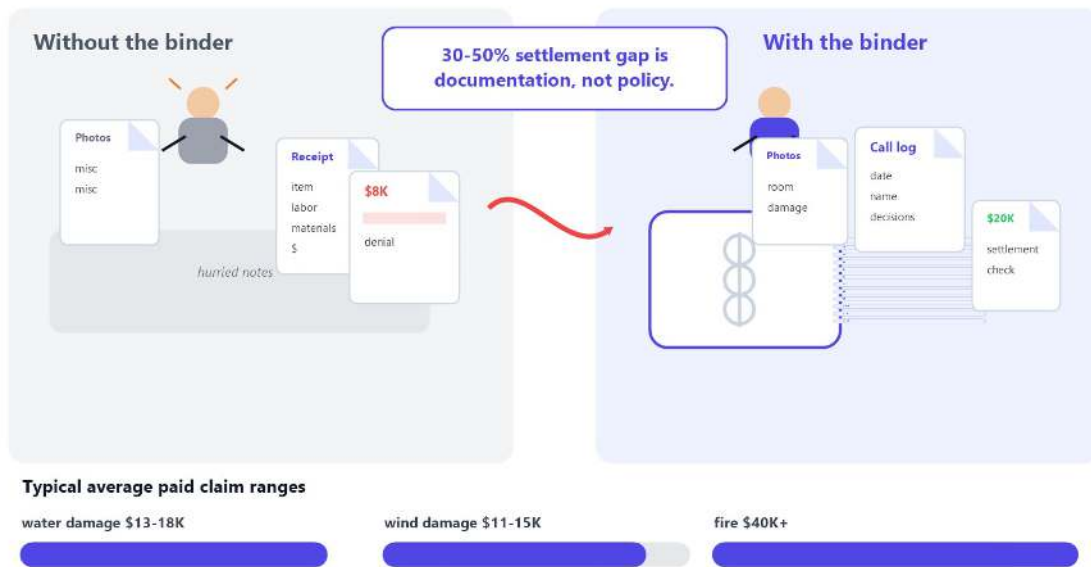 Without the binder
30-50% settlement gap is
documentation, not policy.
With the binder
Photos
misc
misc
Receipt
item
labor
materials
$
$8K
denial
hurried notes
Photos
room
damage
Call log
date
name
decisions
$20K
settlement
check
Typical average paid claim ranges
water damage $13-18K
wind damage $11-15K
fire $40K+